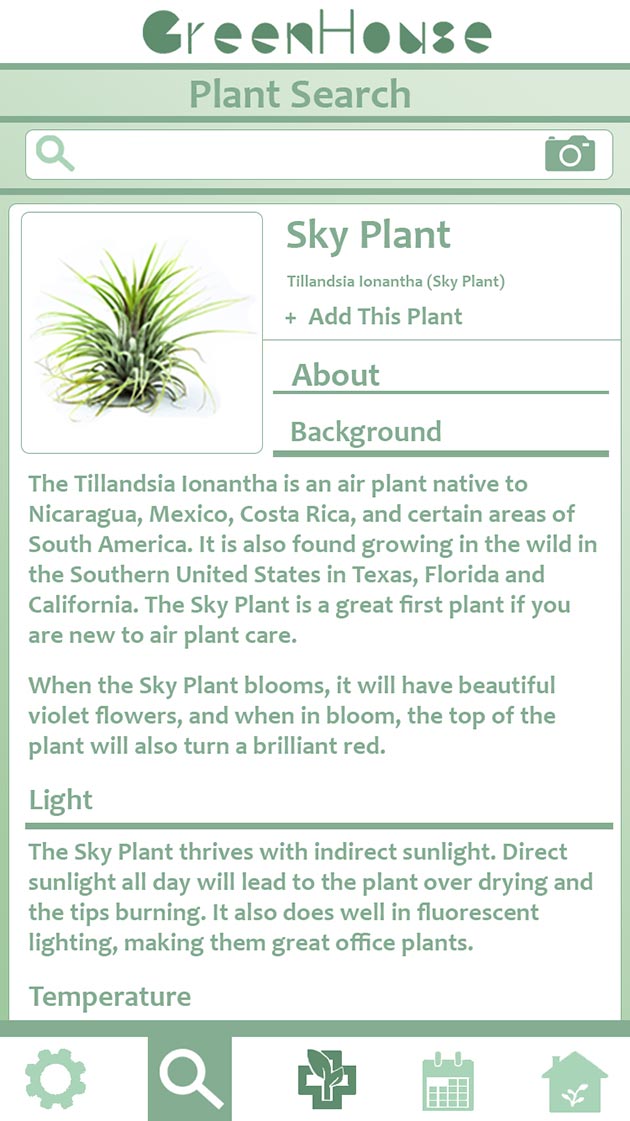 GreenHouse
Plant Search
Sky Plant
Tillandsia Ionantha (Sky Plant)
+ Add This Plant
About
Background
The Tillandsia Ionantha is an air plant native to
Nicaragua, Mexico, Costa Rica, and certain areas of
South America. It is also found growing in the wild in
the Southern United States in Texas, Florida and
California. The Sky Plant is a great first plant if you
are new to air plant care.
When the Sky Plant blooms, it will have beautiful
violet flowers, and when in bloom, the top of the
plant will also turn a brilliant red.
Light
The Sky Plant thrives with indirect sunlight. Direct
sunlight all day will lead to the plant over drying and
the tips burning. It also does well in fluorescent
lighting, making them great office plants.
Temperature